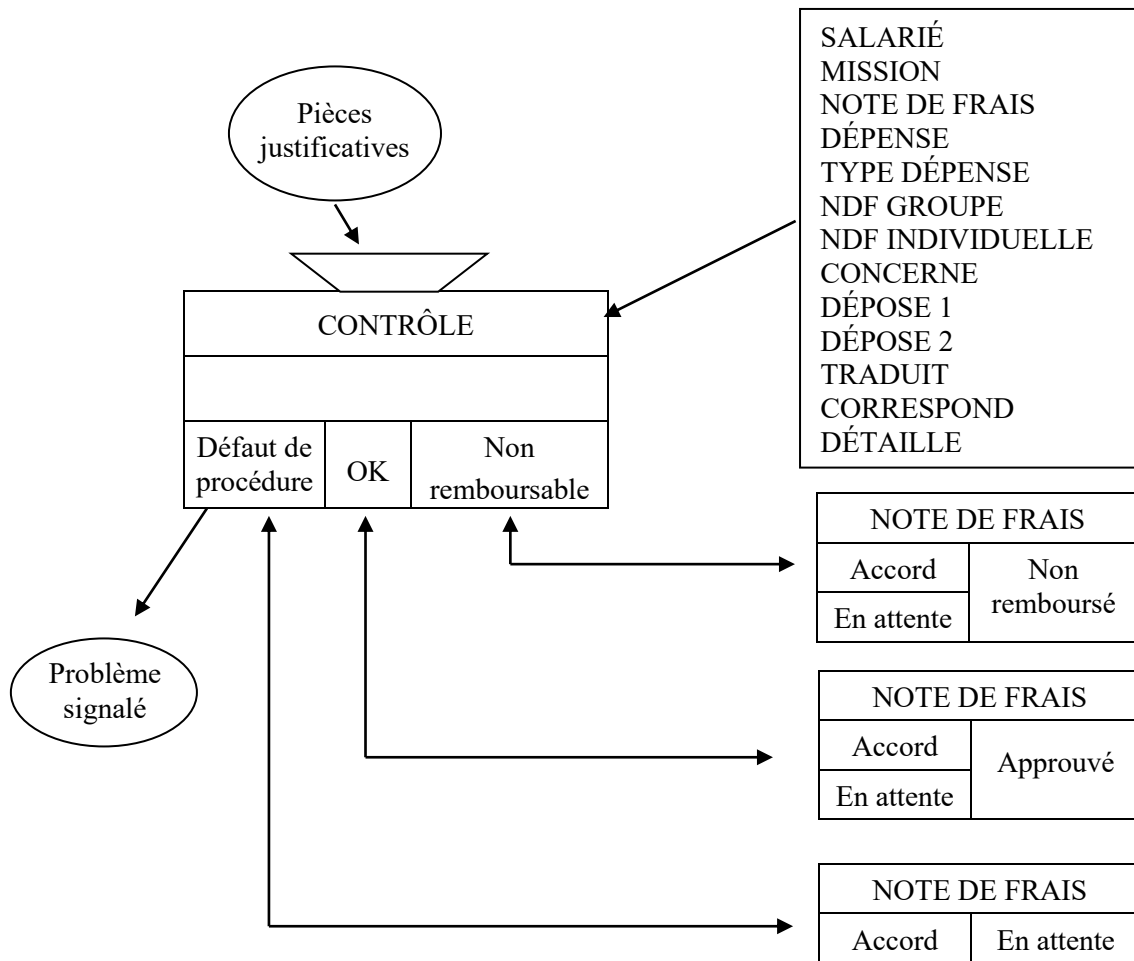 SALARIÉ
MISSION
NOTE DE FRAIS
DÉPENSE
TYPE DÉPENSE
NDF GROUPE
NDF INDIVIDUELLE
CONCERNE
DÉPOSE 1
DÉPOSE 2
TRADUIT
CORRESPOND
DÉTAILLE
Pièces
justificatives
CONTRÔLE
Défaut de
procédure
OK
Non
remboursable
Problème
signalé
NOTE DE FRAIS
Accord
En attente
Non
remboursé
NOTE DE FRAIS
Accord
En attente
Approuvé
NOTE DE FRAIS
Accord
En attente